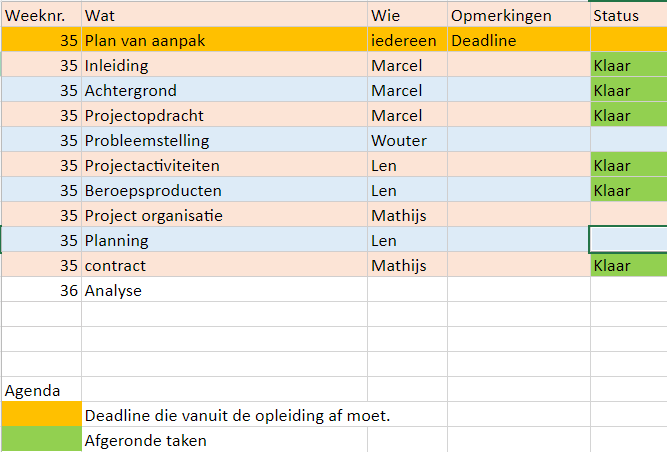 Weeknr. Wat Wie Opmerkingen Status
35 Plan van aanpak iedereen Deadline
35 Inleiding Marcel Klaar
35 Achtergrond Marcel Klaar
35 Projectopdracht Marcel Klaar
35 Probleemstelling Wouter
35 Projectactiviteiten Len Klaar
35 Beroepsproducten Len Klaar
35 Project organisatie Mathijs
35 Planning Len
35 contract Mathijs Klaar
36 Analyse
Agenda
Deadline die vanuit de opleiding af moet.
Afgeronde taken